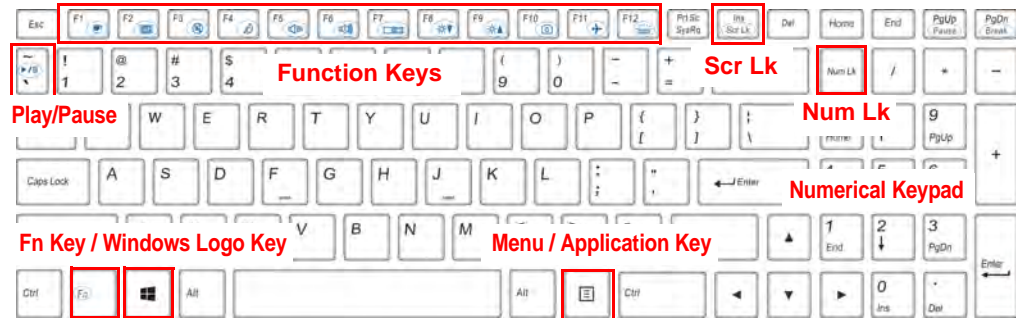 Esc F1 F2 F3 F4 F5 F6 F7 F8 F9 F10 F11 F12 Prt Sc SysRq Ins Scr Lk Del Home End PgUp Pause PgDn Break
~ ` ! 1 @ 2 # 3 $ 4 Function Keys ( 9 ) 0 - + = Scr Lk Num Lk / * -
Play/Pause W E R T Y U I O P { [ } ] \ Num Lk Home 9 PgUp +
Caps Lock A S D F G H J K L : ; " ' Enter Numerical Keypad
Fn Key / Windows Logo Key V B N M Menu / Application Key 1 End 2 3 PgDn Enter
Ctrl Fn Alt Alt Ctrl 0 Ins . Del